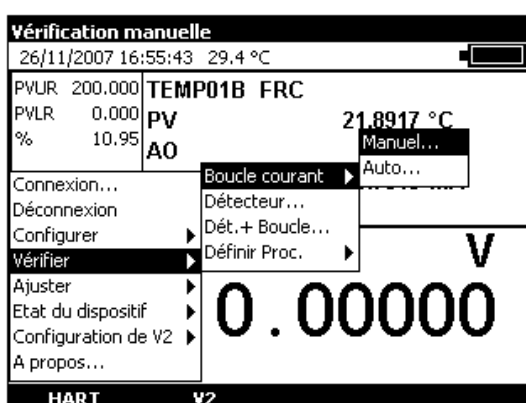 Vérification manuelle
26/11/2007 16:55:43 29.4 °C
PVUR 200.000
PVLR 0.000
% 10.95
TEMP01B FRC
PV 21.8917 °C
AO
Connexion...
Déconnexion
Configurer
Vérifier
Ajuster
Etat du dispositif
Configuration de V2
A propos...
Boucle courant
Détecteur...
Dét.+ Boucle...
Définir Proc.
Manuel...
Auto...
V
0.00000
HART V2